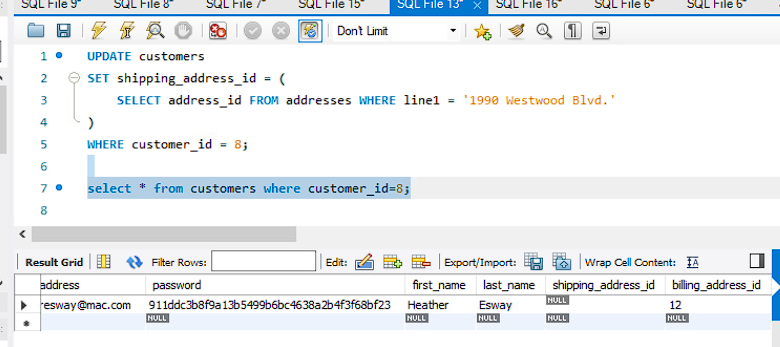 SQL File 9* SQL File 8* SQL File 7* SQL File 15* SQL File 13* SQL File 16* SQL File 6* SQL File 6*
Don't Limit
1 UPDATE customers
2 SET shipping_address_id = (
3 SELECT address_id FROM addresses WHERE line1 = '1990 Westwood Blvd.'
4 )
5 WHERE customer_id = 8;
6
7 select * from customers where customer_id=8;
8
Result Grid Filter Rows: Edit: Export/Import: Wrap Cell Content:
address password first_name last_name shipping_address_id billing_address_id
resway@mac.com 911ddc3b8f9a13b5499b6bc4638a2b4f3f68bf23 Heather Esway NULL 12
NULL NULL NULL NULL NULL